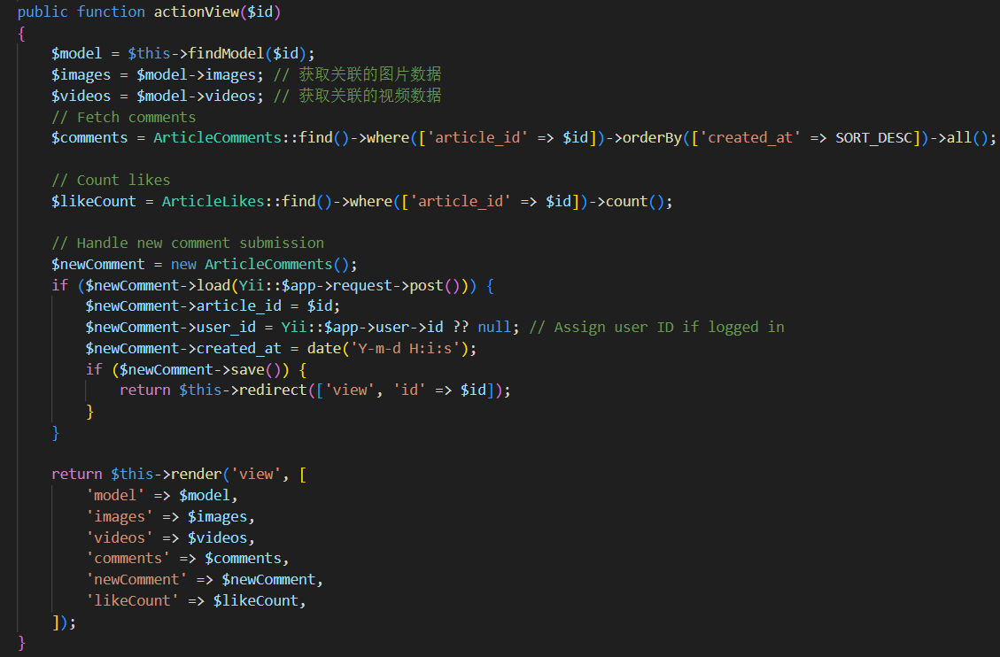 public function actionView($id)
{
    $model = $this->findModel($id);
    $images = $model->images; // 获取关联的图片数据
    $videos = $model->videos; // 获取关联的视频数据
    // Fetch comments
    $comments = ArticleComments::find()->where(['article_id' => $id])->orderBy(['created_at' => SORT_DESC])->all();

    // Count likes
    $likeCount = ArticleLikes::find()->where(['article_id' => $id])->count();

    // Handle new comment submission
    $newComment = new ArticleComments();
    if ($newComment->load(Yii::$app->request->post())) {
        $newComment->article_id = $id;
        $newComment->user_id = Yii::$app->user->id ?? null; // Assign user ID if logged in
        $newComment->created_at = date('Y-m-d H:i:s');
        if ($newComment->save()) {
            return $this->redirect(['view', 'id' => $id]);
        }
    }

    return $this->render('view', [
        'model' => $model,
        'images' => $images,
        'videos' => $videos,
        'comments' => $comments,
        'newComment' => $newComment,
        'likeCount' => $likeCount,
    ]);
}